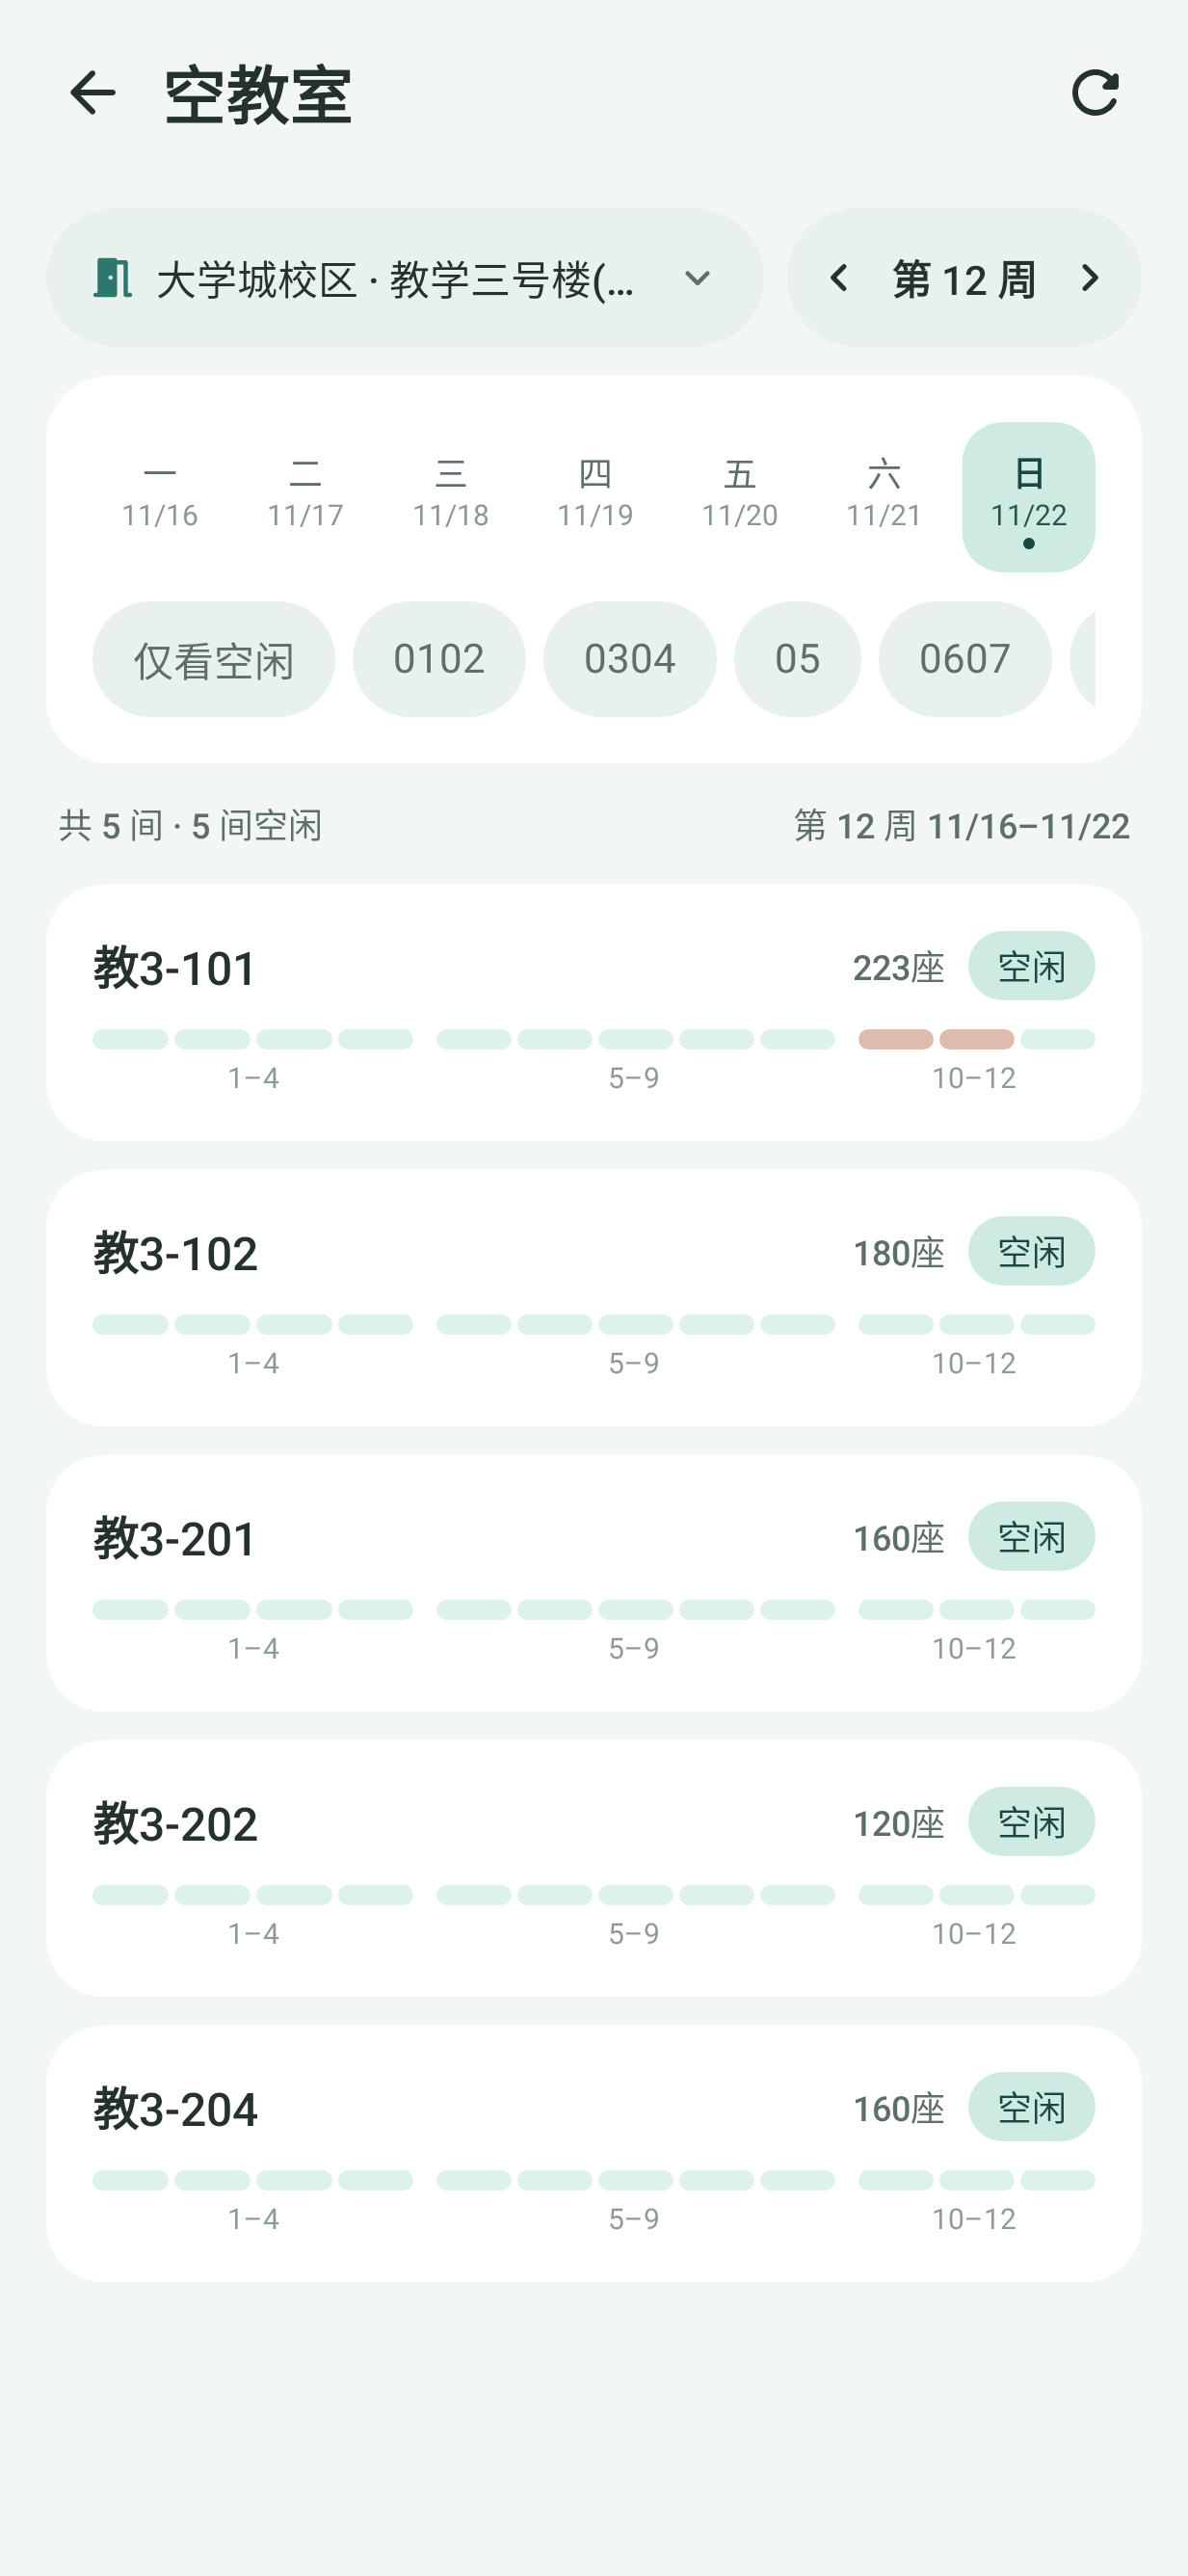 空教室
大学城校区 · 教学三号楼(...
第 12 周
一 二 三 四 五 六 日
11/16 11/17 11/18 11/19 11/20 11/21 11/22
仅看空闲 0102 0304 05 0607
共 5 间 · 5 间空闲
第 12 周 11/16–11/22
教3-101 223座 空闲
1–4 5–9 10–12
教3-102 180座 空闲
1–4 5–9 10–12
教3-201 160座 空闲
1–4 5–9 10–12
教3-202 120座 空闲
1–4 5–9 10–12
教3-204 160座 空闲
1–4 5–9 10–12